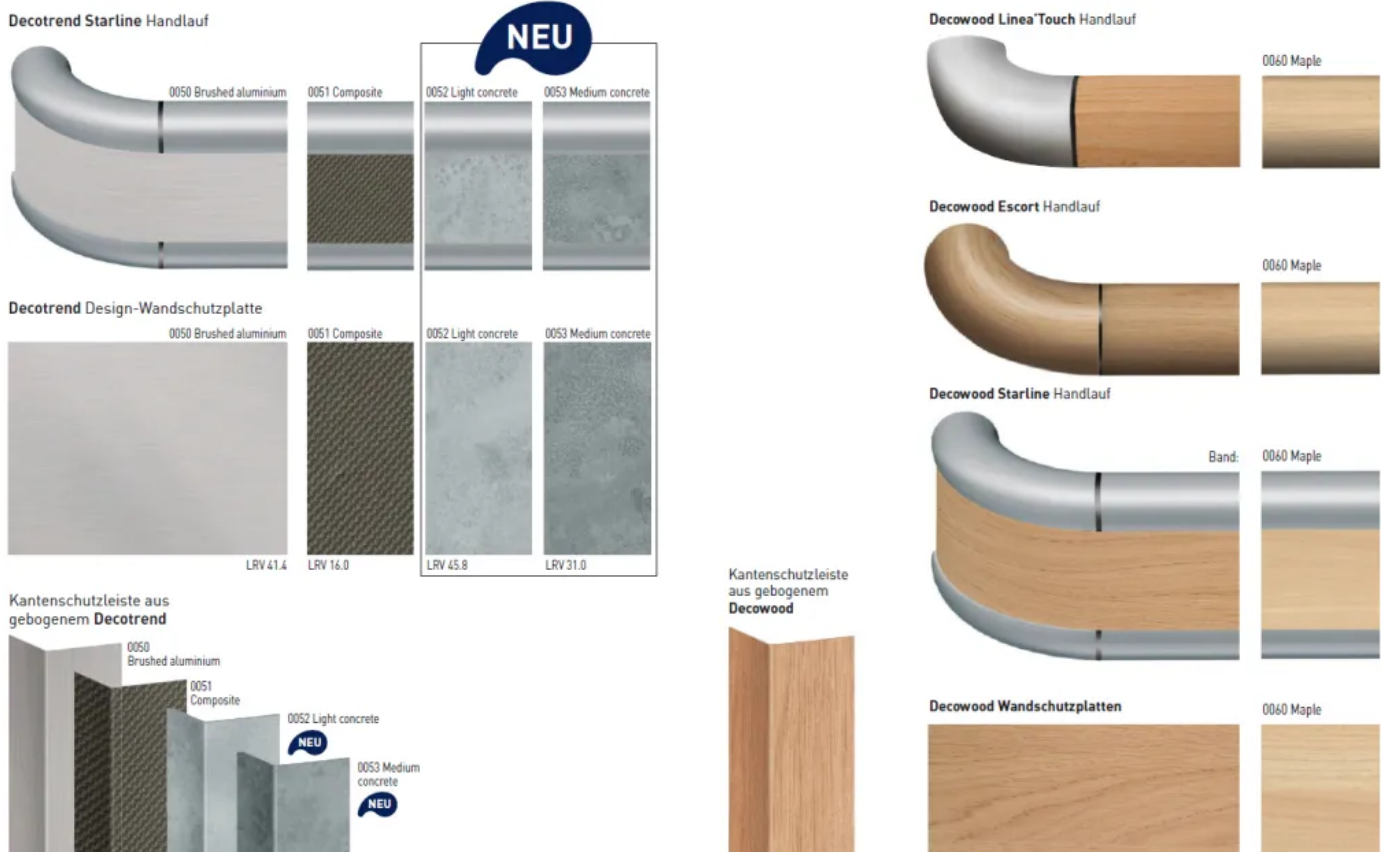 Decotrend Starline Handlauf
NEU
0050 Brushed aluminium
0051 Composite
0052 Light concrete
0053 Medium concrete
Decotrend Design-Wandschutzplatte
0050 Brushed aluminium
0051 Composite
0052 Light concrete
0053 Medium concrete
LRV 41.4
LRV 16.0
LRV 45.8
LRV 31.0
Kantenschutzleiste aus
gebogenem Decotrend
0050
Brushed aluminium
0051
Composite
0052 Light concrete
NEU
0053 Medium
concrete
NEU
Kantenschutzleiste
aus gebogenem
Decowood
Decowood Linea'Touch Handlauf
0060 Maple
Decowood Escort Handlauf
0060 Maple
Decowood Starline Handlauf
Band:
0060 Maple
Decowood Wandschutzplatten
0060 Maple